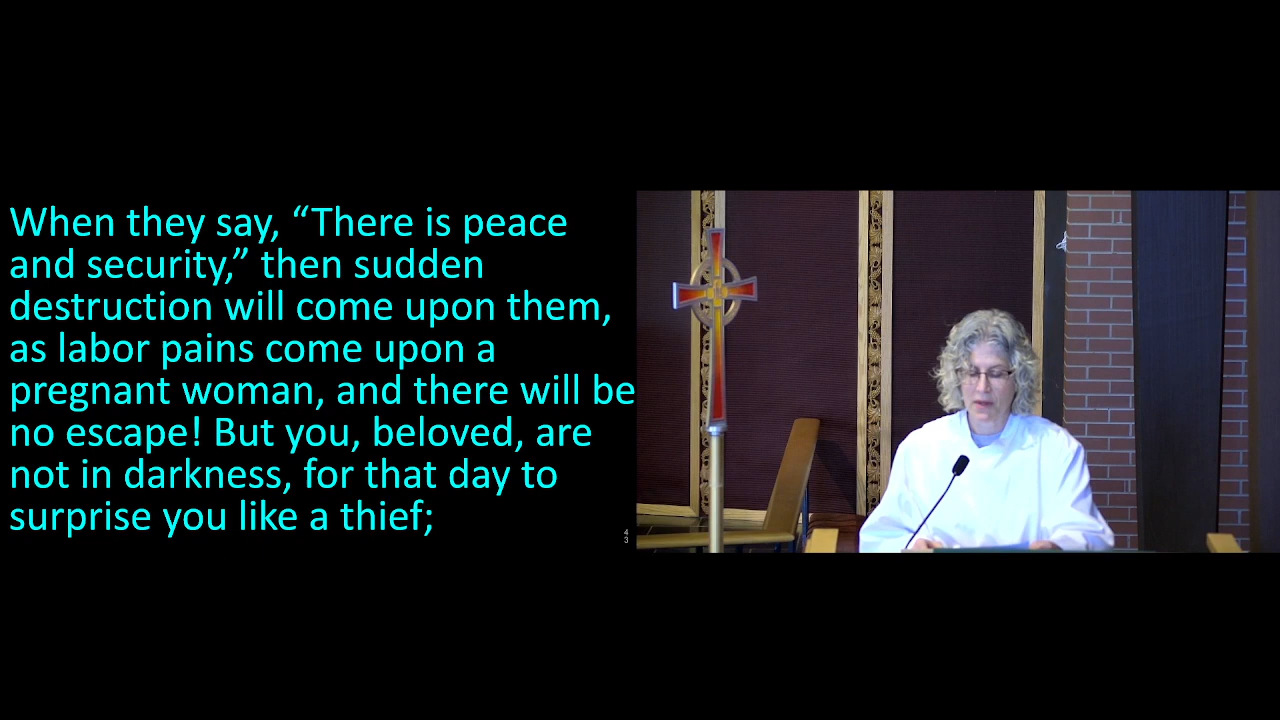 When they say, “There is peace
and security,” then sudden
destruction will come upon them,
as labor pains come upon a
pregnant woman, and there will be
no escape! But you, beloved, are
not in darkness, for that day to
surprise you like a thief;
4
3